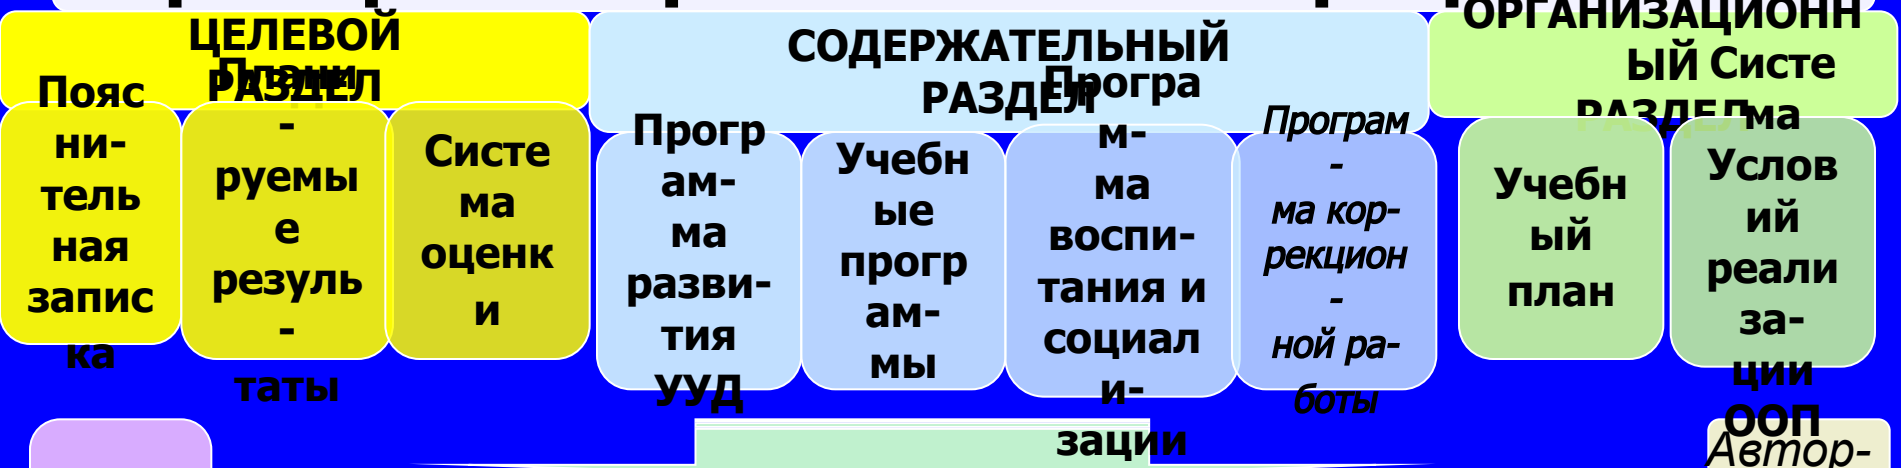 ЦЕЛЕВОЙ
РАЗДЕЛ
Пояс
ни-
тель
ная
запис
ка
Плани
-
руемы
е
резуль
-
таты
Систе
ма
оценк
и
СОДЕРЖАТЕЛЬНЫЙ
РАЗДЕЛ
Прогр
ам-
ма
разви-
тия
УУД
Учебн
ые
прогр
ам-
мы
Програ
м-
ма
воспи-
тания и
социал
и-
зации
Програм
-
ма кор-
рекцион
-
ной ра-
боты
ОРГАНИЗАЦИОНН
ЫЙ
РАЗДЕЛ
Учебн
ый
план
Систе
ма
Услов
ий
реали
за-
ции
ООП
Автор-